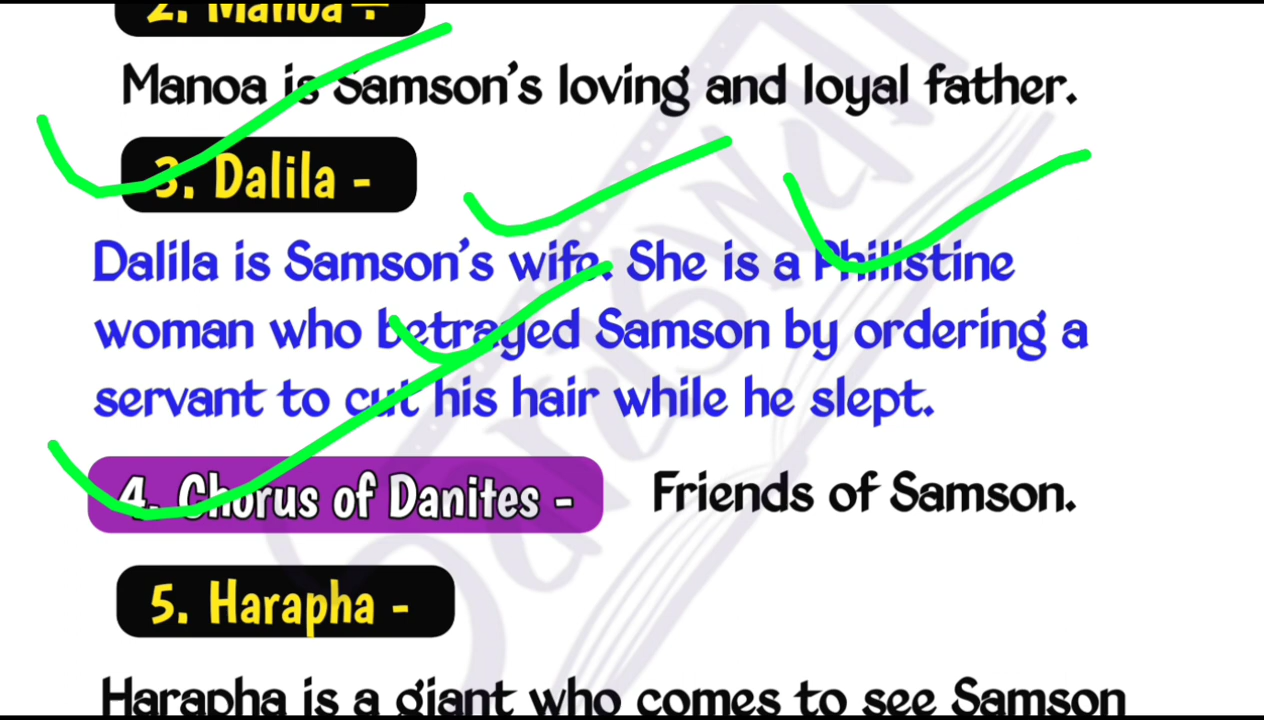 2. Manoa ÷
Manoa is Samson's loving and loyal father.
3. Dalila -
Dalila is Samson's wife. She is a Philistine
woman who betrayed Samson by ordering a
servant to cut his hair while he slept.
4. Chorus of Danites - Friends of Samson.
5. Harapha -
Harapha is a giant who comes to see Samson